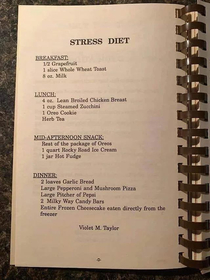 STRESS DIET
BREAKFAST:
1/2 Grapefruit
1 slice Whole Wheat Toast
8 oz. Milk
LUNCH:
4 oz. Lean Broiled Chicken Breast
1 cup Steamed Zucchini
1 Oreo Cookie
Herb Tea
MID-AFTERNOON SNACK:
Rest of the package of Oreos
1 quart Rocky Road Ice Cream
1 jar Hot Fudge
DINNER:
2 loaves Garlic Bread
Large Pepperoni and Mushroom Pizza
Large Pitcher of Pepsi
2 Milky Way Candy Bars
Entire Frozen Cheesecake eaten directly from the
freezer
Violet M. Taylor